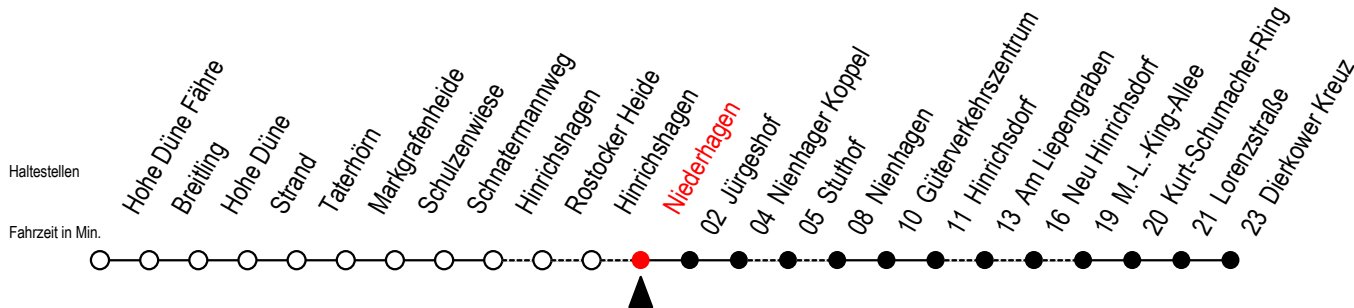 Haltestellen
Fahrzeit in Min.
Hohe Düne Fähre
Breitling
Hohe Düne
Strand
Taterhörn
Markgrafenheide
Schulzenwiese
Schnatermannweg
Hinrichshagen
Rostocker Heide
Hinrichshagen
Niederhagen
02 Jürgeshof
04 Nienhager Koppel
05 Stuthof
08 Nienhagen
10 Güterverkehrszentrum
11 Hinrichsdorf
13 Am Liepengraben
16 Neu Hinrichsdorf
19 M.-L.-King-Allee
20 Kurt-Schumacher-Ring
21 Lorenzstraße
23 Dierkower Kreuz